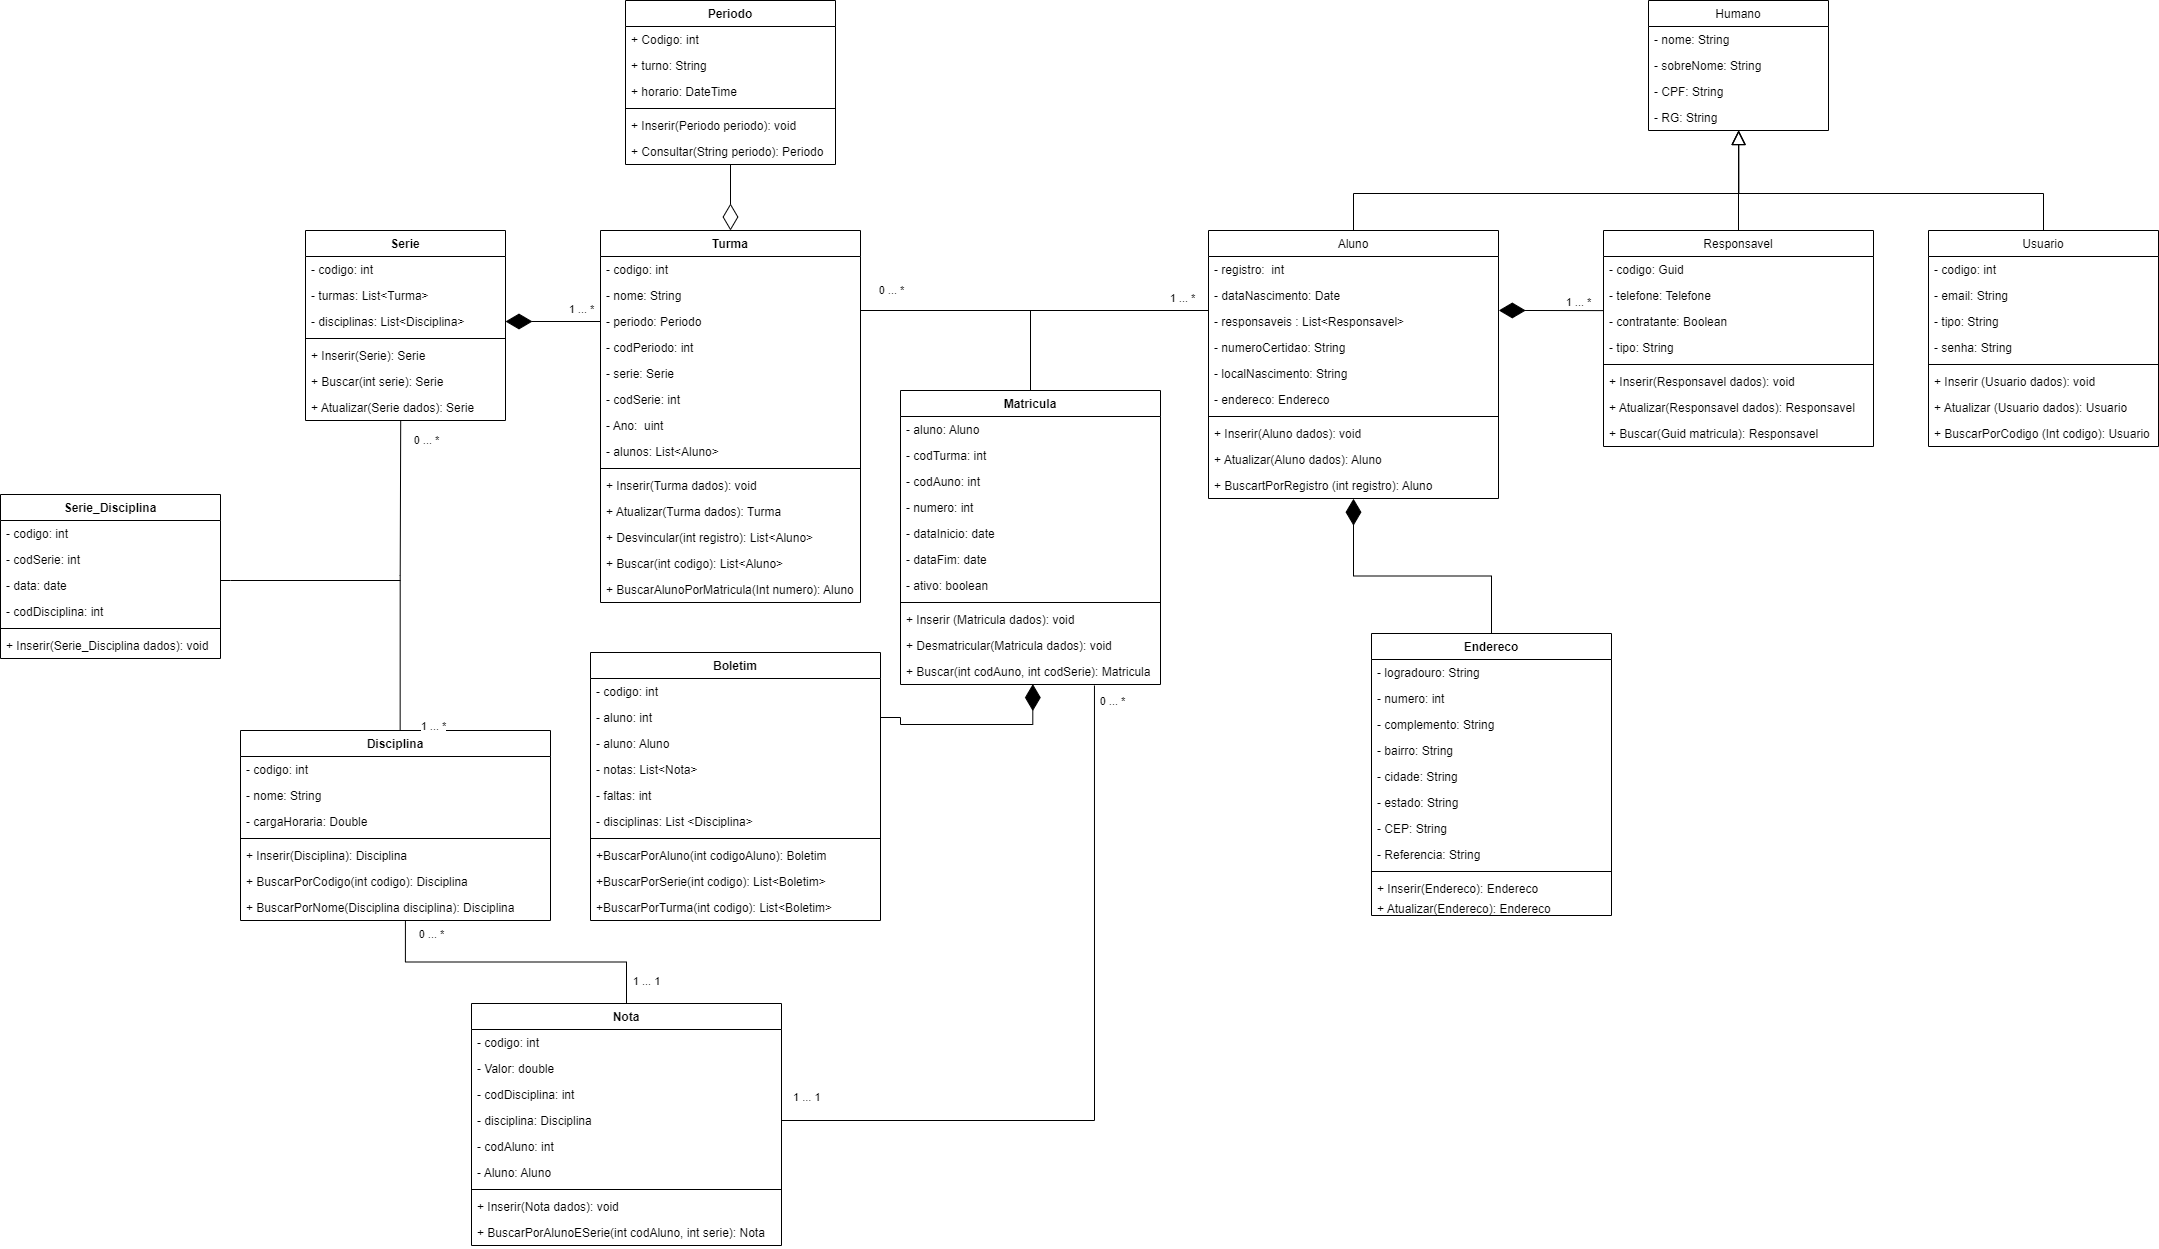 Periodo
+ Codigo: int
+ turno: String
+ horario: DateTime
+ Inserir(Periodo periodo): void
+ Consultar(String periodo): Periodo
Humano
- nome: String
- sobreNome: String
- CPF: String
- RG: String
Serie
- codigo: int
- turmas: List<Turma>
- disciplinas: List<Disciplina>
+ Inserir(Serie): Serie
+ Buscar(int serie): Serie
+ Atualizar(Serie dados): Serie
1 ... *
0 ... *
Turma
- codigo: int
- nome: String
- periodo: Periodo
- codPeriodo: int
- serie: Serie
- codSerie: int
- Ano:  uint
- alunos: List<Aluno>
+ Inserir(Turma dados): void
+ Atualizar(Turma dados): Turma
+ Desvincular(int registro): List<Aluno>
+ Buscar(int codigo): List<Aluno>
+ BuscarAlunoPorMatricula(Int numero): Aluno
0 ... *
1 ... *
Aluno
- registro:  int
- dataNascimento: Date
- responsaveis : List<Responsavel>
- numeroCertidao: String
- localNascimento: String
- endereco: Endereco
+ Inserir(Aluno dados): void
+ Atualizar(Aluno dados): Aluno
+ BuscartPorRegistro (int registro): Aluno
1 ... *
Responsavel
- codigo: Guid
- telefone: Telefone
- contratante: Boolean
- tipo: String
+ Inserir(Responsavel dados): void
+ Atualizar(Responsavel dados): Responsavel
+ Buscar(Guid matricula): Responsavel
Usuario
- codigo: int
- email: String
- tipo: String
- senha: String
+ Inserir (Usuario dados): void
+ Atualizar (Usuario dados): Usuario
+ BuscarPorCodigo (Int codigo): Usuario
Matricula
- aluno: Aluno
- codTurma: int
- codAuno: int
- numero: int
- dataInicio: date
- dataFim: date
- ativo: boolean
+ Inserir (Matricula dados): void
+ Desmatricular(Matricula dados): void
+ Buscar(int codAuno, int codSerie): Matricula
0 ... *
Serie_Disciplina
- codigo: int
- codSerie: int
- data: date
- codDisciplina: int
+ Inserir(Serie_Disciplina dados): void
1 ... *
Disciplina
- codigo: int
- nome: String
- cargaHoraria: Double
+ Inserir(Disciplina): Disciplina
+ BuscarPorCodigo(int codigo): Disciplina
+ BuscarPorNome(Disciplina disciplina): Disciplina
0 ... *
1 ... 1
Boletim
- codigo: int
- aluno: int
- aluno: Aluno
- notas: List<Nota>
- faltas: int
- disciplinas: List <Disciplina>
+BuscarPorAluno(int codigoAluno): Boletim
+BuscarPorSerie(int codigo): List<Boletim>
+BuscarPorTurma(int codigo): List<Boletim>
Endereco
- logradouro: String
- numero: int
- complemento: String
- bairro: String
- cidade: String
- estado: String
- CEP: String
- Referencia: String
+ Inserir(Endereco): Endereco
+ Atualizar(Endereco): Endereco
Nota
- codigo: int
- Valor: double
- codDisciplina: int
- disciplina: Disciplina
- codAluno: int
- Aluno: Aluno
+ Inserir(Nota dados): void
+ BuscarPorAlunoESerie(int codAluno, int serie): Nota
1 ... 1